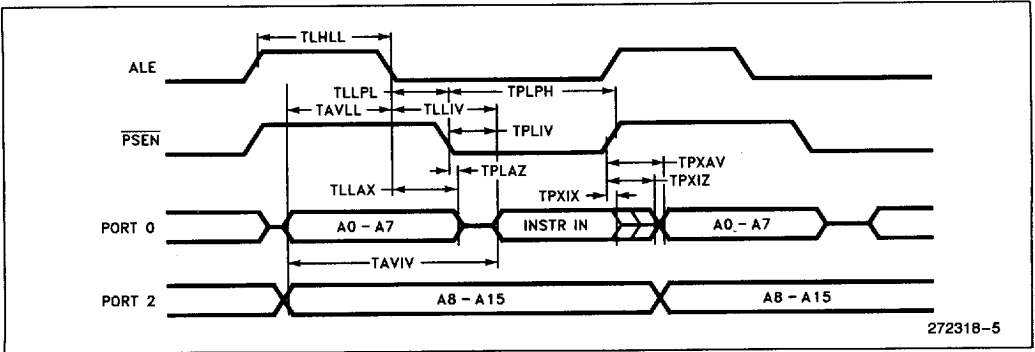 TLHLL
ALE
TLLPL
TPLPH
TAVLL
TLLIV
PSEN
TPLIV
TPXAV
TPLAZ
TPXIZ
TLLAX
TPXIX
PORT 0
A0 - A7
INSTR IN
A0 - A7
TAVIV
PORT 2
A8 - A15
A8 - A15
272318-5